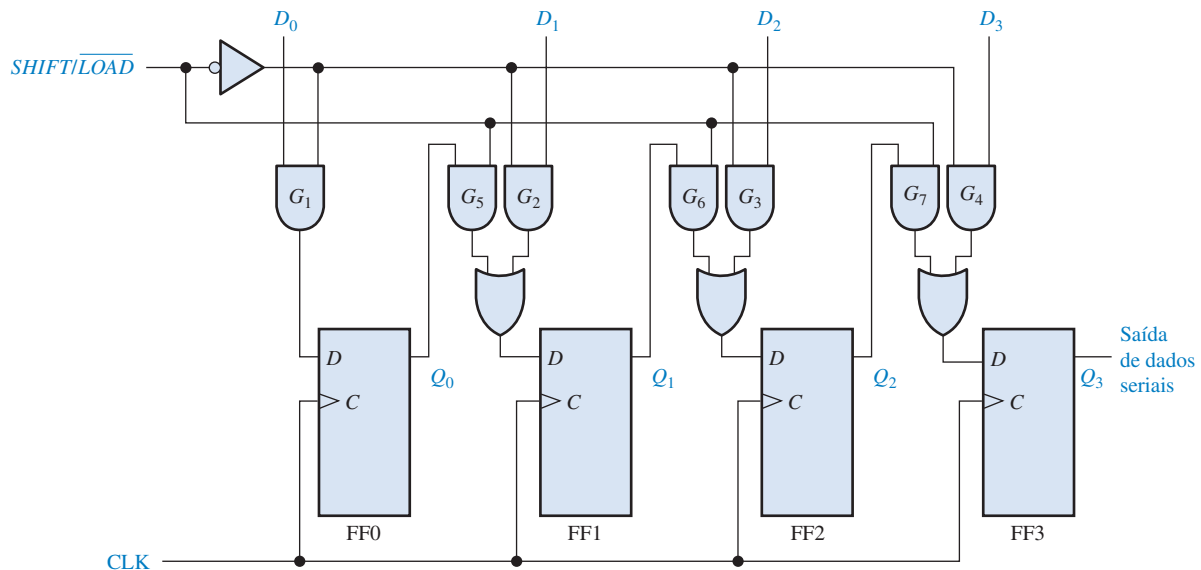 D₀ D₁ D₂ D₃
SHIFT/L̅O̅A̅D̅
G₁ G₅ G₂ G₆ G₃ G₇ G₄
D Q₀ D Q₁ D Q₂ D Q₃
Saída
de dados
seriais
C C C C
FF0 FF1 FF2 FF3
CLK